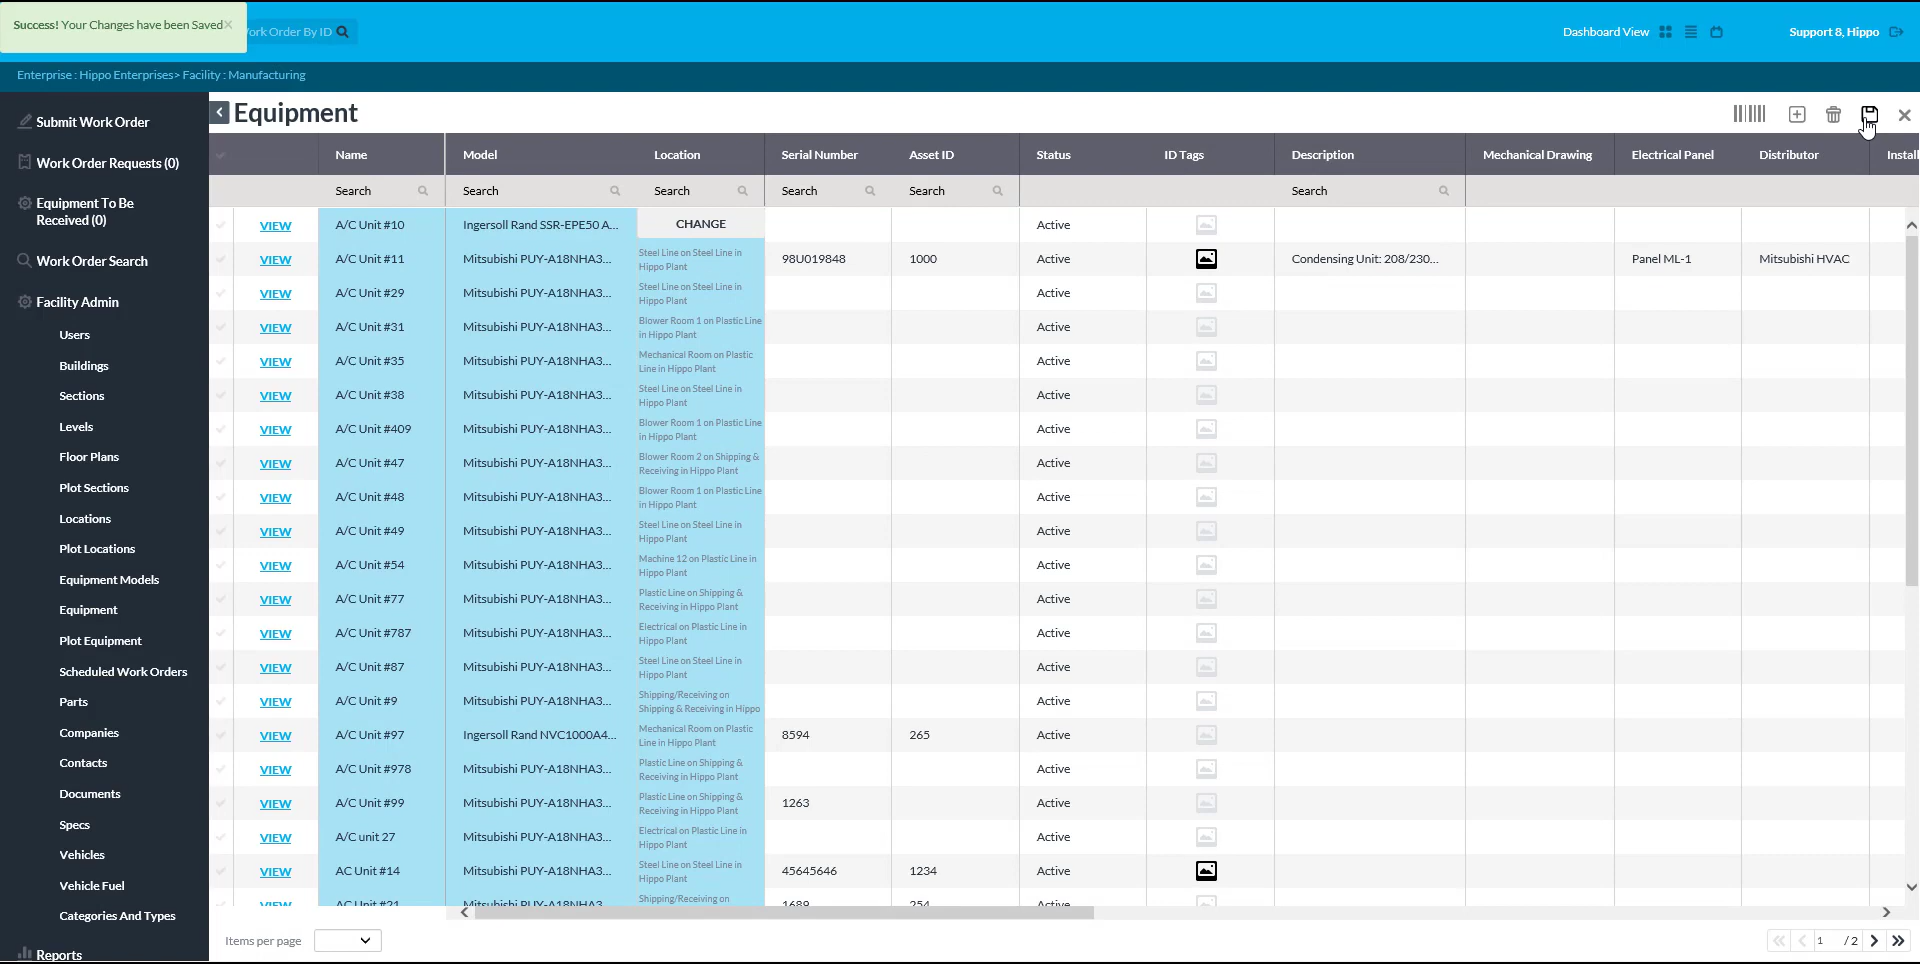 Success! Your Changes have been Saved
Work Order By ID
Dashboard View
Support 8, Hippo
Enterprise : Hippo Enterprises> Facility : Manufacturing
Submit Work Order
Work Order Requests (0)
Equipment To Be
Received (0)
Work Order Search
Facility Admin
Users
Buildings
Sections
Levels
Floor Plans
Plot Sections
Locations
Plot Locations
Equipment Models
Equipment
Plot Equipment
Scheduled Work Orders
Parts
Companies
Contacts
Documents
Specs
Vehicles
Vehicle Fuel
Categories And Types
Reports
Equipment
Name Model Location Serial Number Asset ID Status ID Tags Description Mechanical Drawing Electrical Panel Distributor Install
Search Search Search Search Search Search
VIEW A/C Unit #10 Ingersoll Rand SSR-EPE50 A... CHANGE Active
VIEW A/C Unit #11 Mitsubishi PUY-A18NHA3... Steel Line on Steel Line in
Hippo Plant 98U019848 1000 Active Condensing Unit: 208/230... Panel ML-1 Mitsubishi HVAC
VIEW A/C Unit #29 Mitsubishi PUY-A18NHA3... Steel Line on Steel Line in
Hippo Plant Active
VIEW A/C Unit #31 Mitsubishi PUY-A18NHA3... Blower Room 1 on Plastic Line
in Hippo Plant Active
VIEW A/C Unit #35 Mitsubishi PUY-A18NHA3... Mechanical Room on Plastic
Line in Hippo Plant Active
VIEW A/C Unit #38 Mitsubishi PUY-A18NHA3... Steel Line on Steel Line in
Hippo Plant Active
VIEW A/C Unit #409 Mitsubishi PUY-A18NHA3... Blower Room 1 on Plastic Line
in Hippo Plant Active
VIEW A/C Unit #47 Mitsubishi PUY-A18NHA3... Blower Room 2 on Shipping &
Receiving in Hippo Plant Active
VIEW A/C Unit #48 Mitsubishi PUY-A18NHA3... Blower Room 1 on Plastic Line
in Hippo Plant Active
VIEW A/C Unit #49 Mitsubishi PUY-A18NHA3... Steel Line on Steel Line in
Hippo Plant Active
VIEW A/C Unit #54 Mitsubishi PUY-A18NHA3... Machine 12 on Plastic Line in
Hippo Plant Active
VIEW A/C Unit #77 Mitsubishi PUY-A18NHA3... Plastic Line on Shipping &
Receiving in Hippo Plant Active
VIEW A/C Unit #787 Mitsubishi PUY-A18NHA3... Electrical on Plastic Line in
Hippo Plant Active
VIEW A/C Unit #87 Mitsubishi PUY-A18NHA3... Steel Line on Steel Line in
Hippo Plant Active
VIEW A/C Unit #9 Mitsubishi PUY-A18NHA3... Shipping/Receiving on
Shipping & Receiving in Hippo Active
VIEW A/C Unit #97 Ingersoll Rand NVC1000A4... Mechanical Room on Plastic
Line in Hippo Plant 8594 265 Active
VIEW A/C Unit #978 Mitsubishi PUY-A18NHA3... Plastic Line on Shipping &
Receiving in Hippo Plant Active
VIEW A/C Unit #99 Mitsubishi PUY-A18NHA3... Plastic Line on Shipping &
Receiving in Hippo Plant 1263 Active
VIEW A/C unit 27 Mitsubishi PUY-A18NHA3... Electrical on Plastic Line in
Hippo Plant Active
VIEW AC Unit #14 Mitsubishi PUY-A18NHA3... Steel Line on Steel Line in
Hippo Plant 45645646 1234 Active
VIEW AC Unit #21 Mitsubishi PUY-A18NHA3... Shipping/Receiving on 1689 254 Active
Items per page
1 / 2